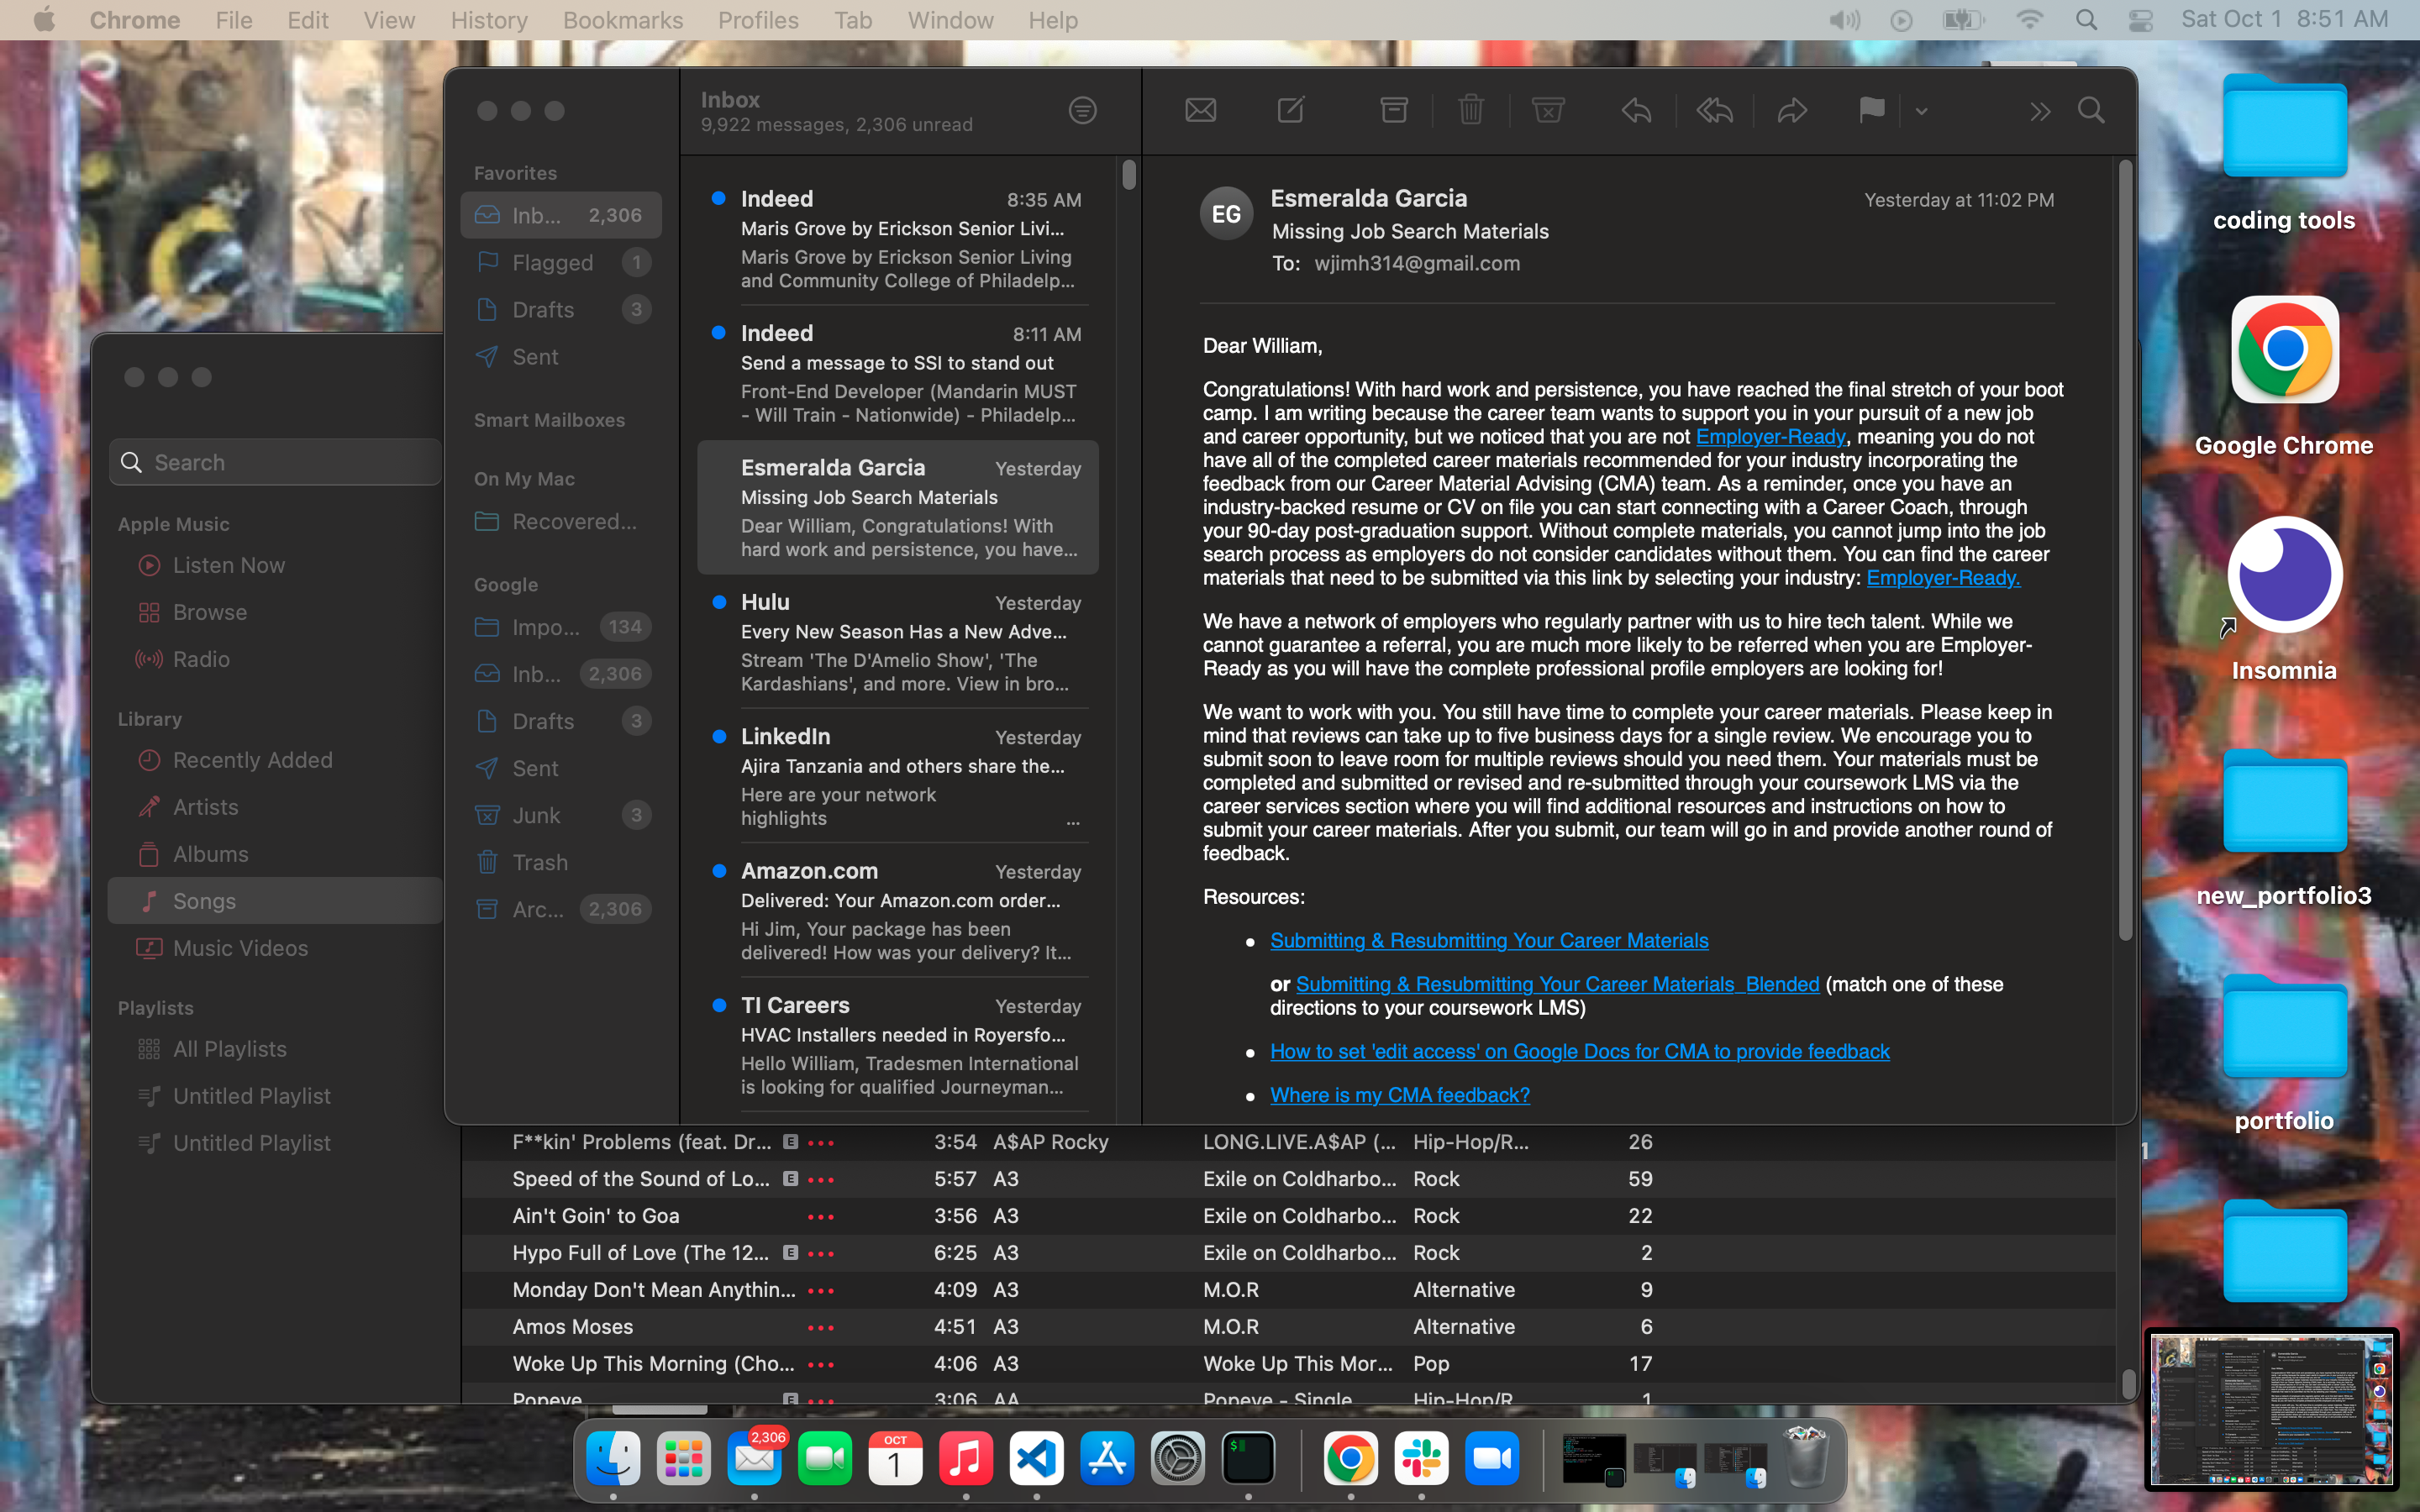 Chrome File Edit View History Bookmarks Profiles Tab Window Help
Sat Oct 1 8:51 AM
Inbox
9,922 messages, 2,306 unread
Favorites
Inb... 2,306
Flagged 1
Drafts 3
Sent
Smart Mailboxes
On My Mac
Recovered...
Google
Impo... 134
Inb... 2,306
Drafts 3
Sent
Junk 3
Trash
Arc... 2,306
Search
Apple Music
Listen Now
Browse
Radio
Library
Recently Added
Artists
Albums
Songs
Music Videos
Playlists
All Playlists
Untitled Playlist
Untitled Playlist
Indeed 8:35 AM
Maris Grove by Erickson Senior Livi...
Maris Grove by Erickson Senior Living
and Community College of Philadelp...
Indeed 8:11 AM
Send a message to SSI to stand out
Front-End Developer (Mandarin MUST
- Will Train - Nationwide) - Philadelp...
Esmeralda Garcia Yesterday
Missing Job Search Materials
Dear William, Congratulations! With
hard work and persistence, you have...
Hulu Yesterday
Every New Season Has a New Adve...
Stream 'The D'Amelio Show', 'The
Kardashians', and more. View in bro...
LinkedIn Yesterday
Ajira Tanzania and others share the...
Here are your network
highlights ...
Amazon.com Yesterday
Delivered: Your Amazon.com order...
Hi Jim, Your package has been
delivered! How was your delivery? It...
TI Careers Yesterday
HVAC Installers needed in Royersfo...
Hello William, Tradesmen International
is looking for qualified Journeyman...
EG
Esmeralda Garcia Yesterday at 11:02 PM
Missing Job Search Materials
To: wjimh314@gmail.com
Dear William,
Congratulations! With hard work and persistence, you have reached the final stretch of your boot
camp. I am writing because the career team wants to support you in your pursuit of a new job
and career opportunity, but we noticed that you are not Employer-Ready, meaning you do not
have all of the completed career materials recommended for your industry incorporating the
feedback from our Career Material Advising (CMA) team. As a reminder, once you have an
industry-backed resume or CV on file you can start connecting with a Career Coach, through
your 90-day post-graduation support. Without complete materials, you cannot jump into the job
search process as employers do not consider candidates without them. You can find the career
materials that need to be submitted via this link by selecting your industry: Employer-Ready.
We have a network of employers who regularly partner with us to hire tech talent. While we
cannot guarantee a referral, you are much more likely to be referred when you are Employer-
Ready as you will have the complete professional profile employers are looking for!
We want to work with you. You still have time to complete your career materials. Please keep in
mind that reviews can take up to five business days for a single review. We encourage you to
submit soon to leave room for multiple reviews should you need them. Your materials must be
completed and submitted or revised and re-submitted through your coursework LMS via the
career services section where you will find additional resources and instructions on how to
submit your career materials. After you submit, our team will go in and provide another round of
feedback.
Resources:
• Submitting & Resubmitting Your Career Materials
or Submitting & Resubmitting Your Career Materials_Blended (match one of these
directions to your coursework LMS)
• How to set 'edit access' on Google Docs for CMA to provide feedback
• Where is my CMA feedback?
F**kin' Problems (feat. Dr... E 3:54 A$AP Rocky LONG.LIVE.A$AP (... Hip-Hop/R... 26
Speed of the Sound of Lo... E 5:57 A3 Exile on Coldharbo... Rock 59
Ain't Goin' to Goa 3:56 A3 Exile on Coldharbo... Rock 22
Hypo Full of Love (The 12... E 6:25 A3 Exile on Coldharbo... Rock 2
Monday Don't Mean Anythin... 4:09 A3 M.O.R Alternative 9
Amos Moses 4:51 A3 M.O.R Alternative 6
Woke Up This Morning (Cho... 4:06 A3 Woke Up This Mor... Pop 17
Popeye E 3:06 AA Popeye - Single Hip-Hop/R 1
coding tools
Google Chrome
Insomnia
new_portfolio3
portfolio
1
2,306
OCT
1
$